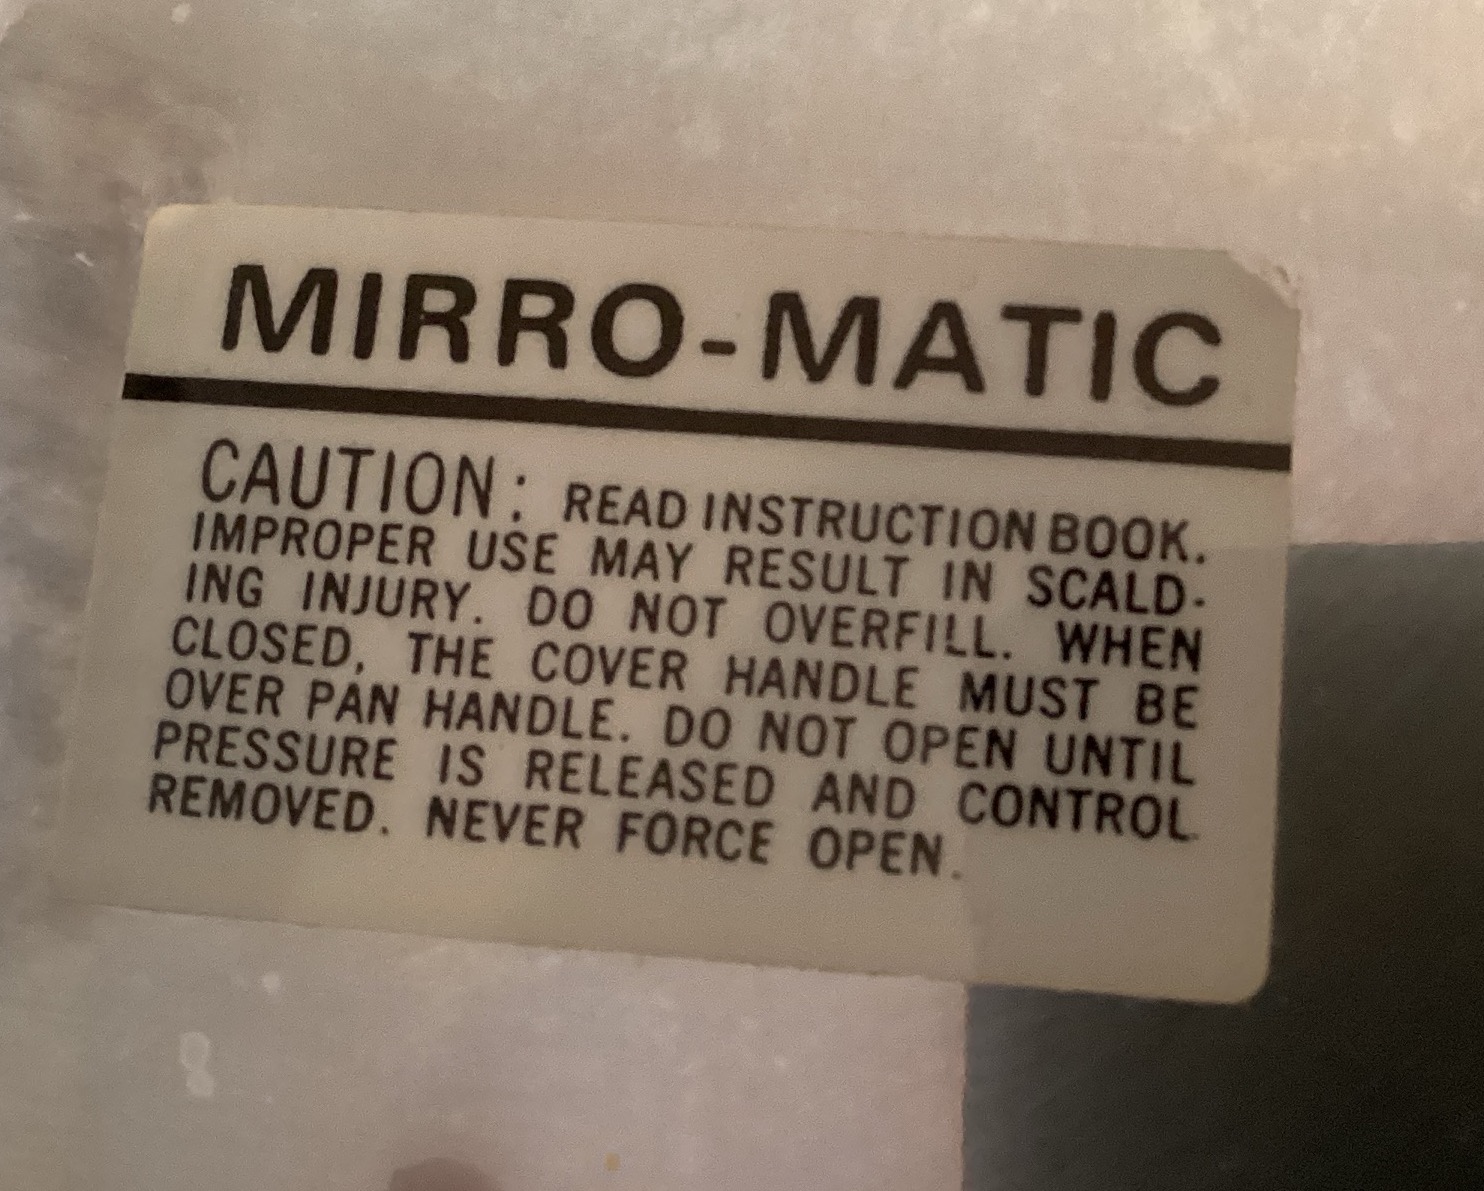 MIRRO-MATIC
CAUTION: READ INSTRUCTION BOOK.
IMPROPER USE MAY RESULT IN SCALD-
ING INJURY. DO NOT OVERFILL. WHEN
CLOSED, THE COVER HANDLE MUST BE
OVER PAN HANDLE. DO NOT OPEN UNTIL
PRESSURE IS RELEASED AND CONTROL
REMOVED. NEVER FORCE OPEN.